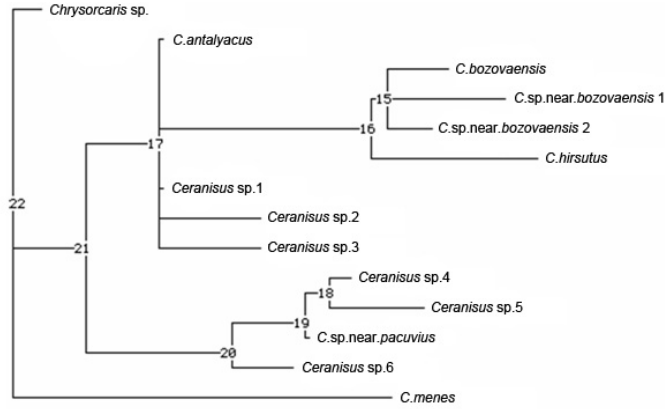 Chrysorcaris sp.
C.antalyacus
C.bozovaensis
15
C.sp.near.bozovaensis 1
16
C.sp.near.bozovaensis 2
17
C.hirsutus
Ceranisus sp.1
22
Ceranisus sp.2
21
Ceranisus sp.3
Ceranisus sp.4
18
Ceranisus sp.5
19
C.sp.near.pacuvius
20
Ceranisus sp.6
C.menes